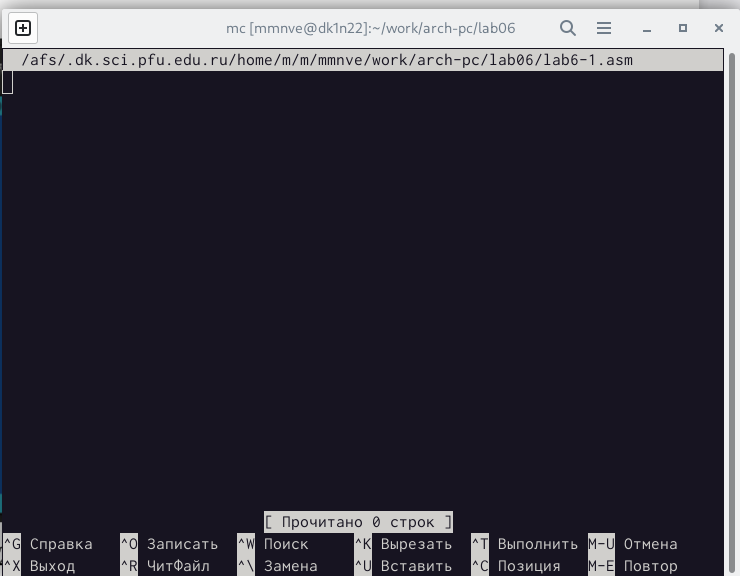 mc [mmnve@dk1n22]:~/work/arch-pc/lab06
/afs/.dk.sci.pfu.edu.ru/home/m/m/mmnve/work/arch-pc/lab06/lab6-1.asm
[ Прочитано 0 строк ]
^G Справка ^O Записать ^W Поиск ^K Вырезать ^T Выполнить M-U Отмена
^X Выход ^R ЧитФайл ^\ Замена ^U Вставить ^C Позиция M-E Повтор